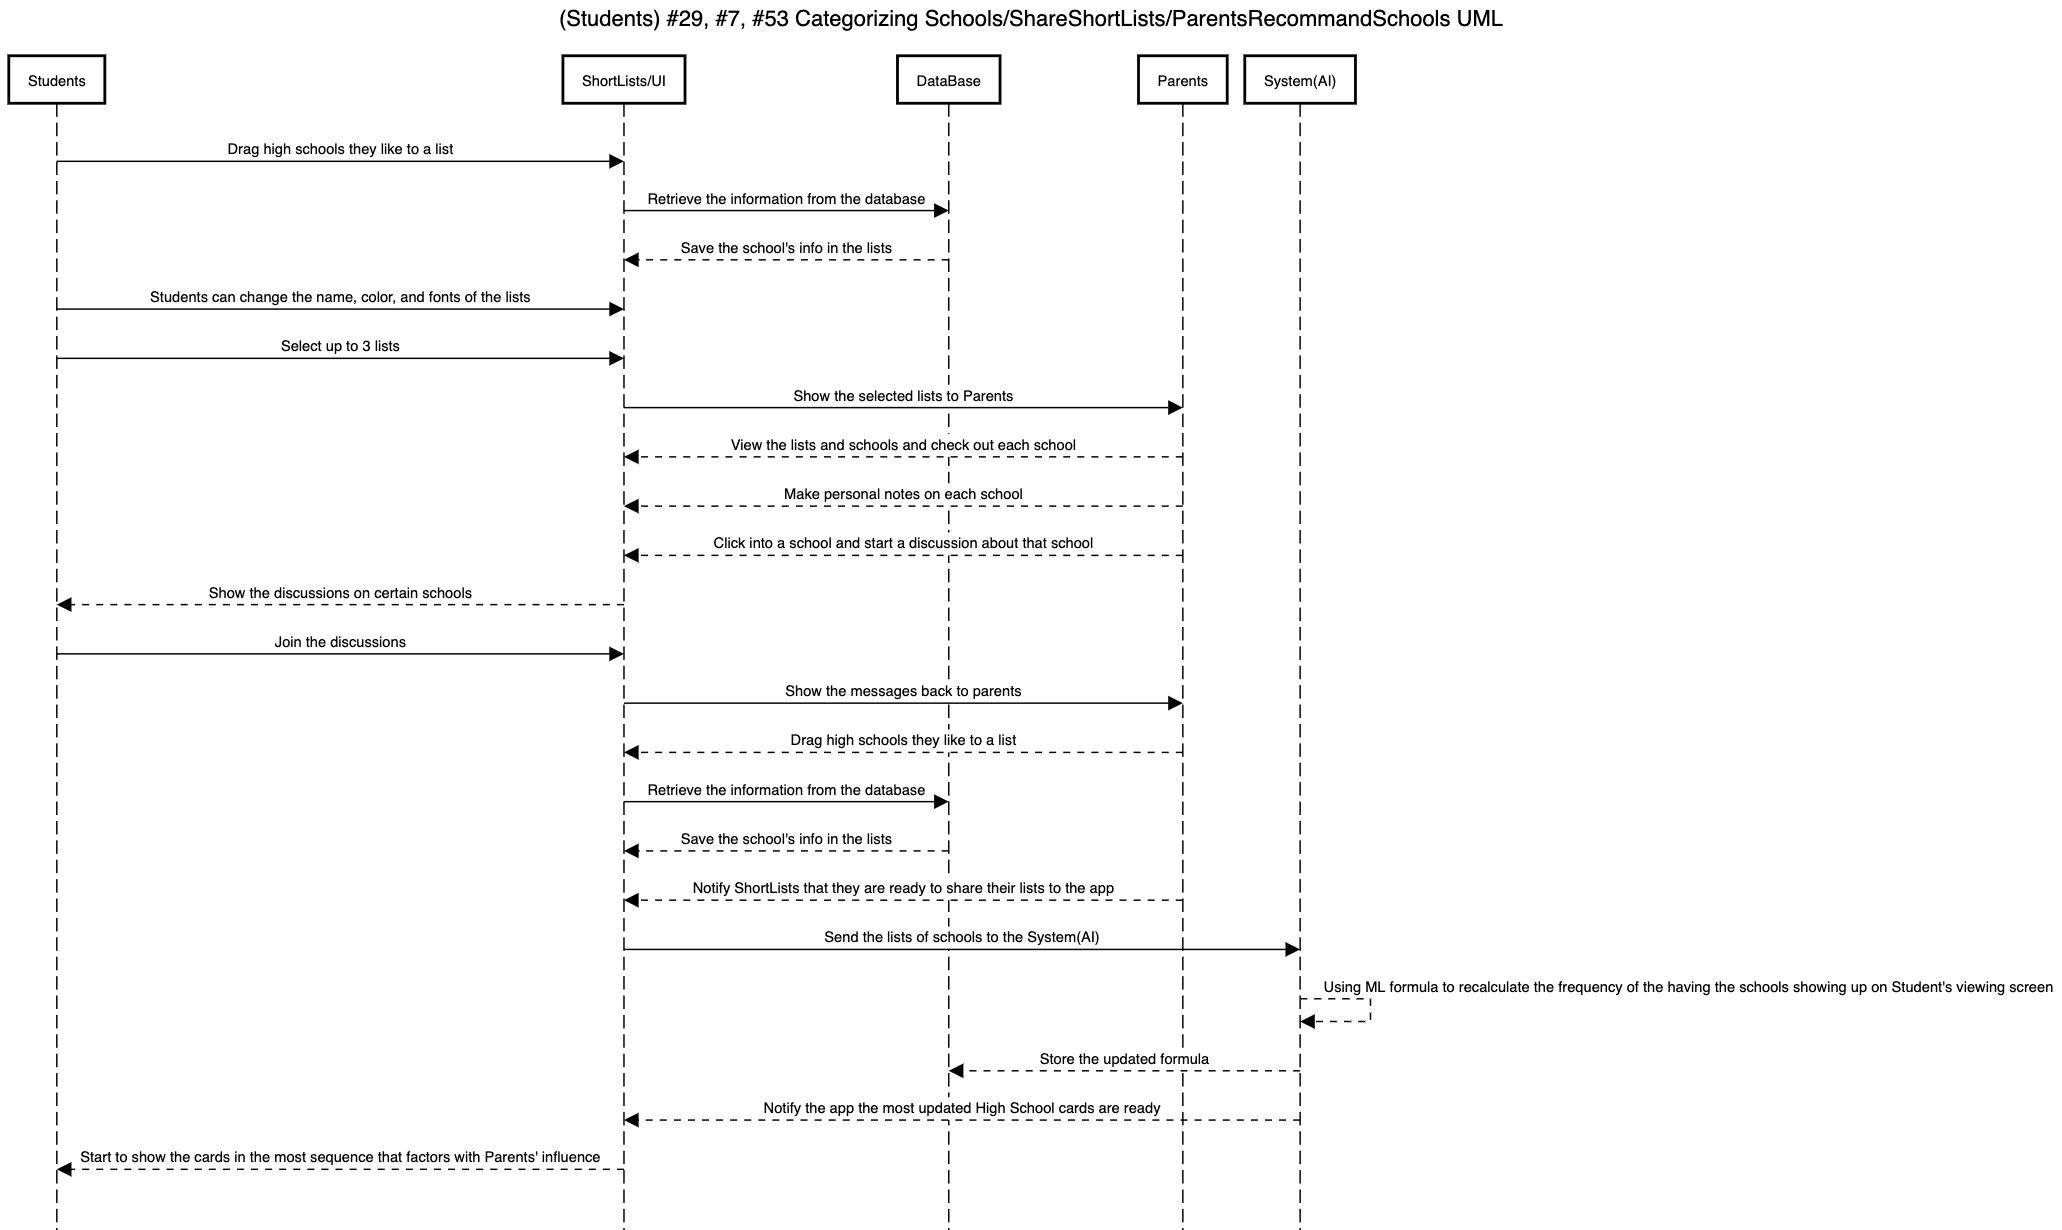 (Students) #29, #7, #53 Categorizing Schools/ShareShortLists/ParentsRecommandSchools UML
Students
ShortLists/UI
DataBase
Parents
System(AI)
Drag high schools they like to a list
Retrieve the information from the database
Save the school's info in the lists
Students can change the name, color, and fonts of the lists
Select up to 3 lists
Show the selected lists to Parents
View the lists and schools and check out each school
Make personal notes on each school
Click into a school and start a discussion about that school
Show the discussions on certain schools
Join the discussions
Show the messages back to parents
Drag high schools they like to a list
Retrieve the information from the database
Save the school's info in the lists
Notify ShortLists that they are ready to share their lists to the app
Send the lists of schools to the System(AI)
Using ML formula to recalculate the frequency of the having the schools showing up on Student's viewing screen
Store the updated formula
Notify the app the most updated High School cards are ready
Start to show the cards in the most sequence that factors with Parents' influence